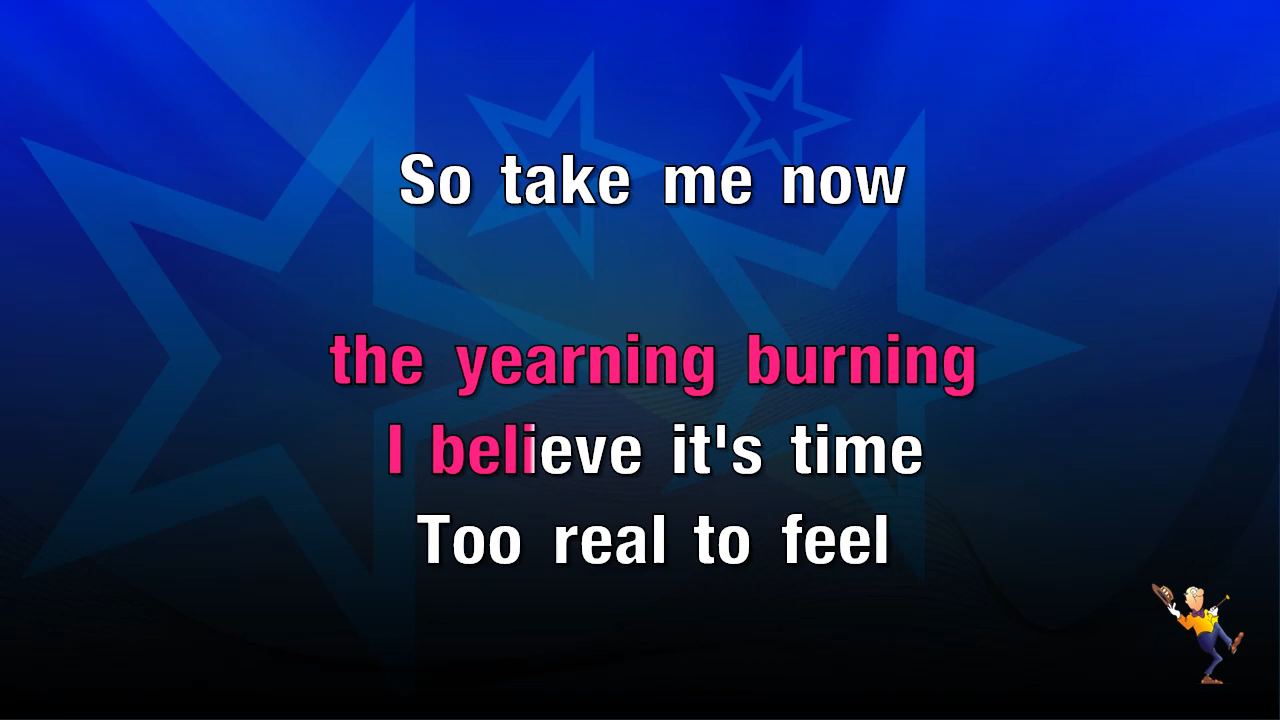 So take me now
the yearning burning
I believe it's time
Too real to feel